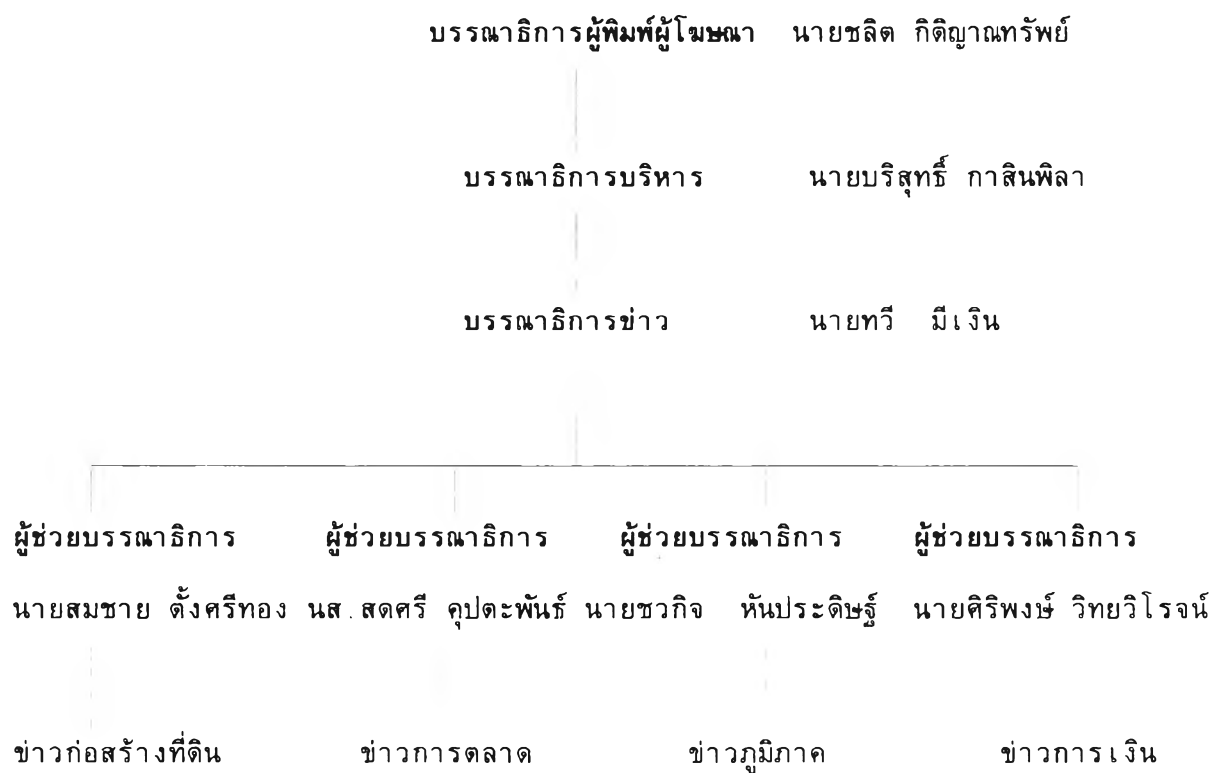 บรรณาธิการผู้พิมพ์ผู้โฆษณา นายชลิต กิติญาณทรัพย์
บรรณาธิการบริหาร นายบริสุทธิ์ กาสินพิลา
บรรณาธิการข่าว นายทวี มีเงิน
ผู้ช่วยบรรณาธิการ ผู้ช่วยบรรณาธิการ ผู้ช่วยบรรณาธิการ ผู้ช่วยบรรณาธิการ
นายสมชาย ตั้งศรีทอง นส.สดศรี คุปตะพันธ์ นายชวกิจ หันประดิษฐ์ นายศิริพงษ์ วิทยวิโรจน์
ข่าวก่อสร้างที่ดิน ข่าวการตลาด ข่าวภูมิภาค ข่าวการเงิน